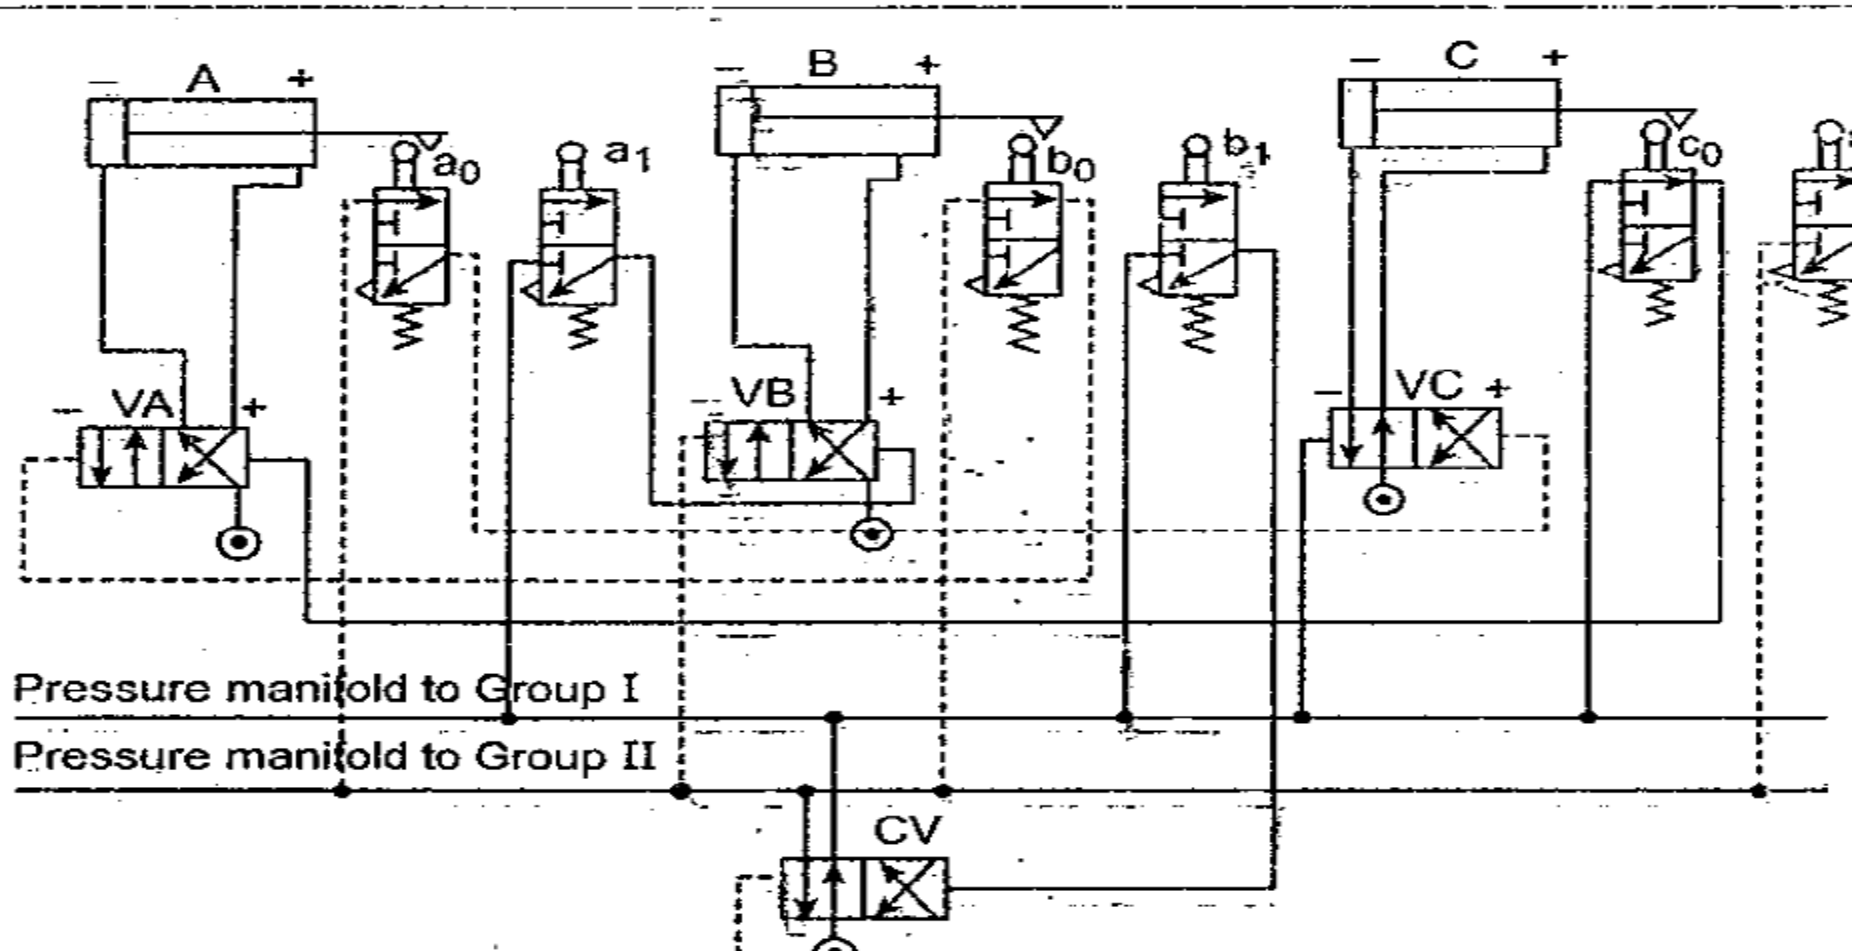 − A +
− B +
− C +
a0
a1
b0
b1
c0
− VA +
− VB +
− VC +
Pressure manifold to Group I
Pressure manifold to Group II
CV